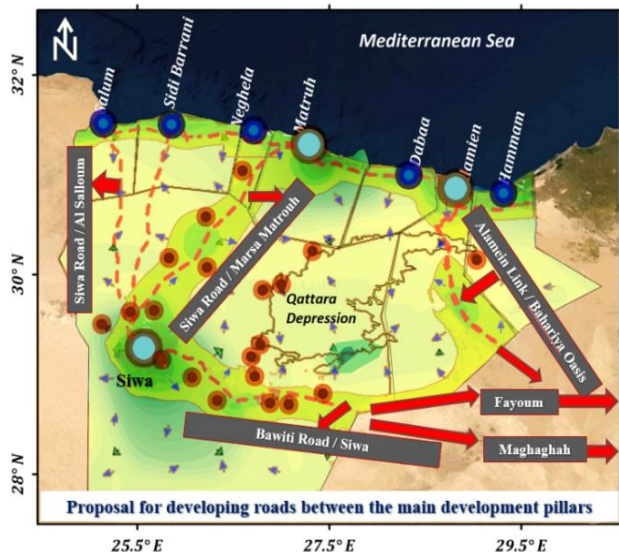 N
Mediterranean Sea
32° N
30° N
28° N
Salum
Sidi Barrani
Neghela
Matruh
Dabaa
Alamien
Hammam
Siwa Road / Al Salloum
Siwa Road / Marsa Matrouh
Alamein Link / Bahariya Oasis
Qattara
Depression
Siwa
Bawiti Road / Siwa
Fayoum
Maghaghah
Proposal for developing roads between the main development pillars
25.5° E
27.5° E
29.5° E